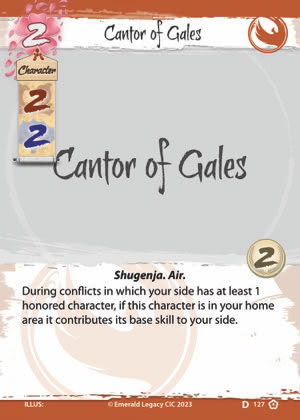 2 Cantor of Gales
Character
2
2
Cantor of Gales
2
Shugenja. Air.
During conflicts in which your side has at least 1
honored character, if this character is in your home
area it contributes its base skill to your side.
ILLUS: © Emerald Legacy CIC 2023 D 127